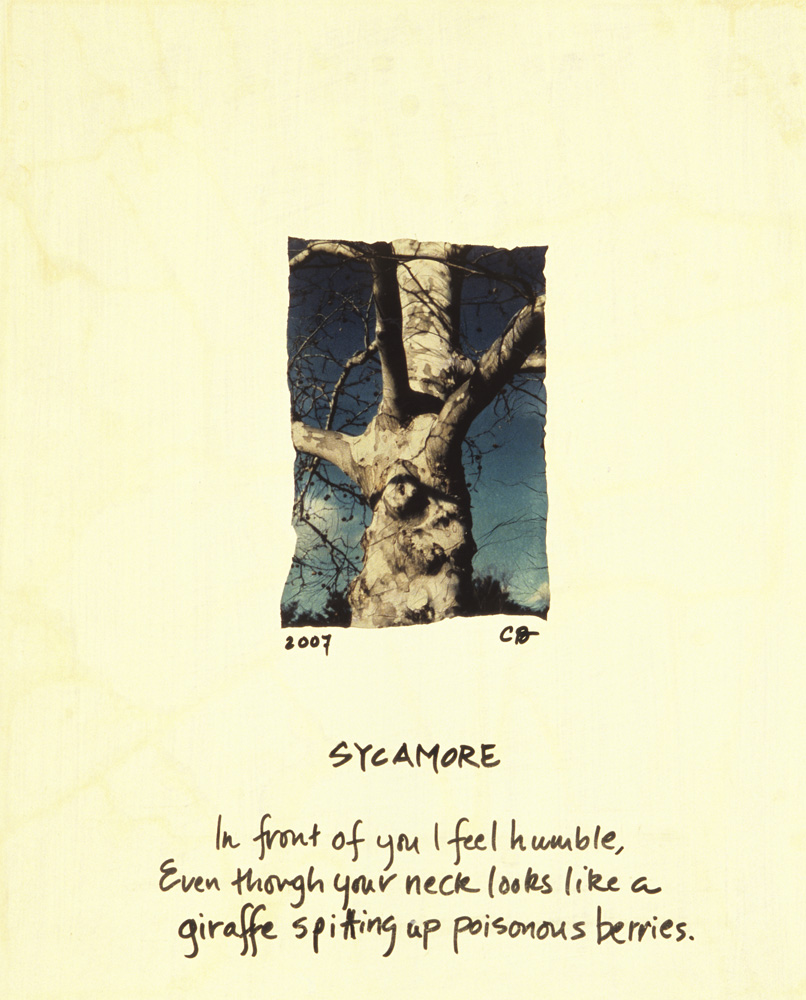 2007 CB
SYCAMORE
In front of you I feel humble,
Even though your neck looks like a
giraffe spitting up poisonous berries.